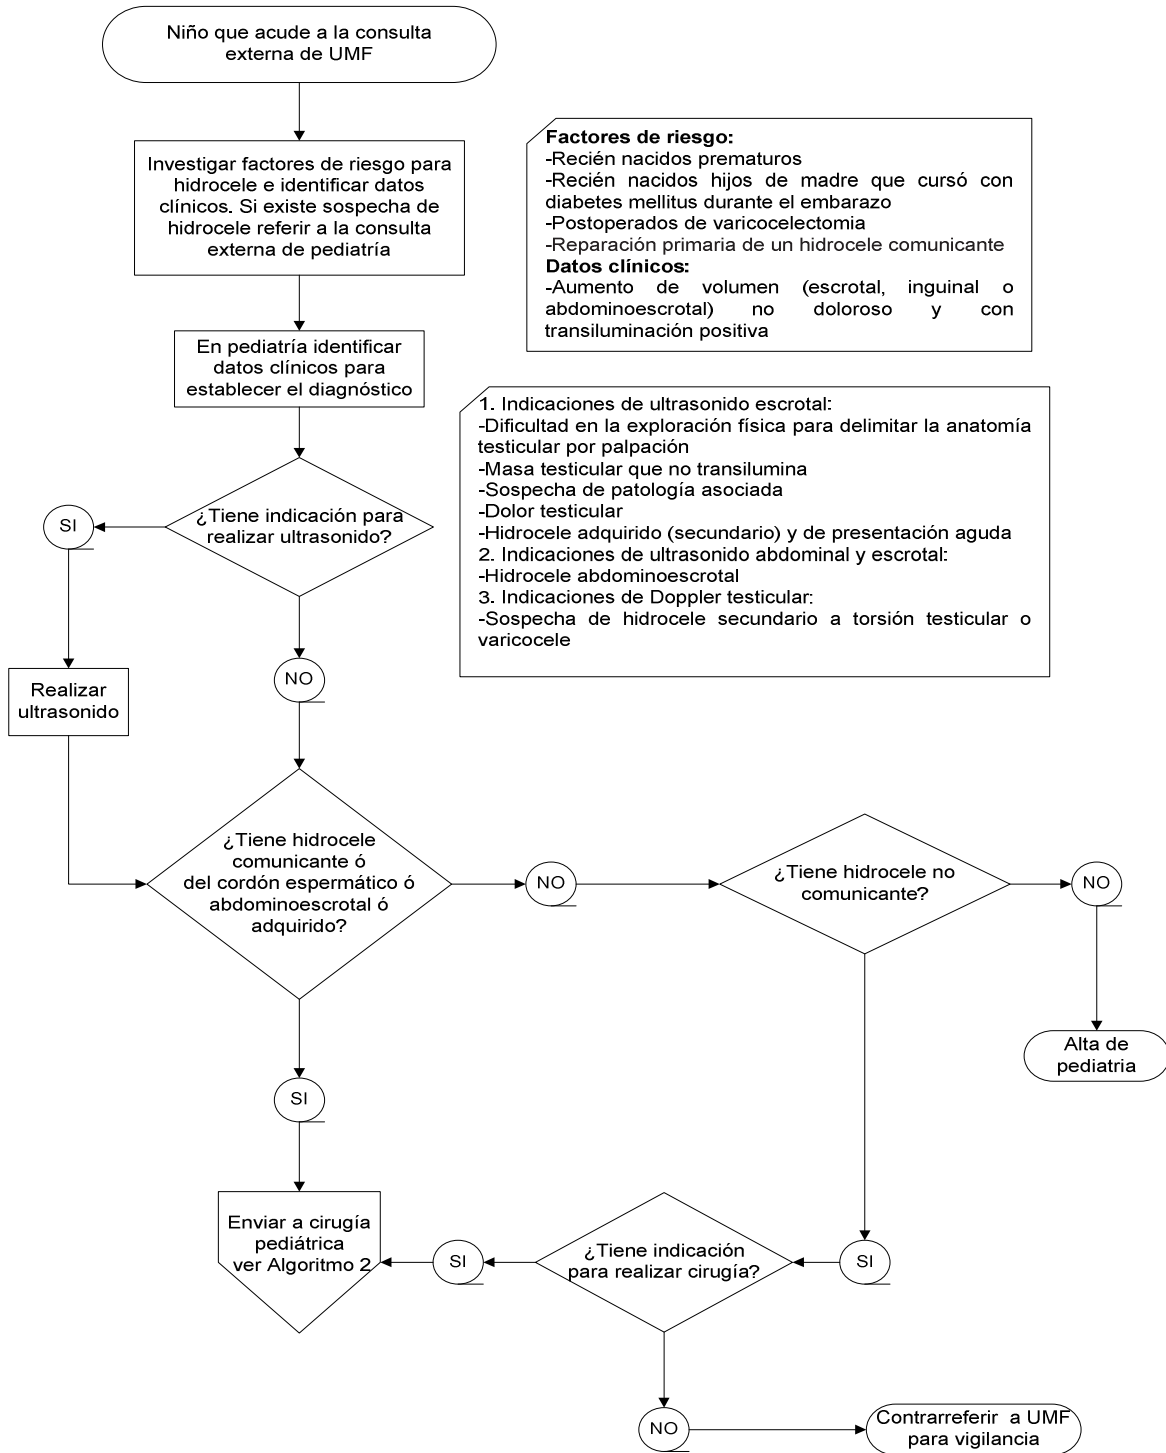 Niño que acude a la consulta
externa de UMF
Investigar factores de riesgo para
hidrocele e identificar datos
clínicos. Si existe sospecha de
hidrocele referir a la consulta
externa de pediatría
Factores de riesgo:
-Recién nacidos prematuros
-Recién nacidos hijos de madre que cursó con
diabetes mellitus durante el embarazo
-Postoperados de varicocelectomia
-Reparación primaria de un hidrocele comunicante
Datos clínicos:
-Aumento de volumen (escrotal, inguinal o
abdominoescrotal) no doloroso y con
transiluminación positiva
En pediatría identificar
datos clínicos para
establecer el diagnóstico
1. Indicaciones de ultrasonido escrotal:
-Dificultad en la exploración física para delimitar la anatomía
testicular por palpación
-Masa testicular que no transilumina
-Sospecha de patología asociada
-Dolor testicular
-Hidrocele adquirido (secundario) y de presentación aguda
2. Indicaciones de ultrasonido abdominal y escrotal:
-Hidrocele abdominoescrotal
3. Indicaciones de Doppler testicular:
-Sospecha de hidrocele secundario a torsión testicular o
varicocele
¿Tiene indicación para
realizar ultrasonido?
SI
Realizar
ultrasonido
NO
¿Tiene hidrocele
comunicante ó
del cordón espermático ó
abdominoescrotal ó
adquirido?
NO
¿Tiene hidrocele no
comunicante?
NO
Alta de
pediatria
SI
Enviar a cirugía
pediátrica
ver Algoritmo 2
SI
¿Tiene indicación
para realizar cirugía?
SI
NO
Contrarreferir a UMF
para vigilancia